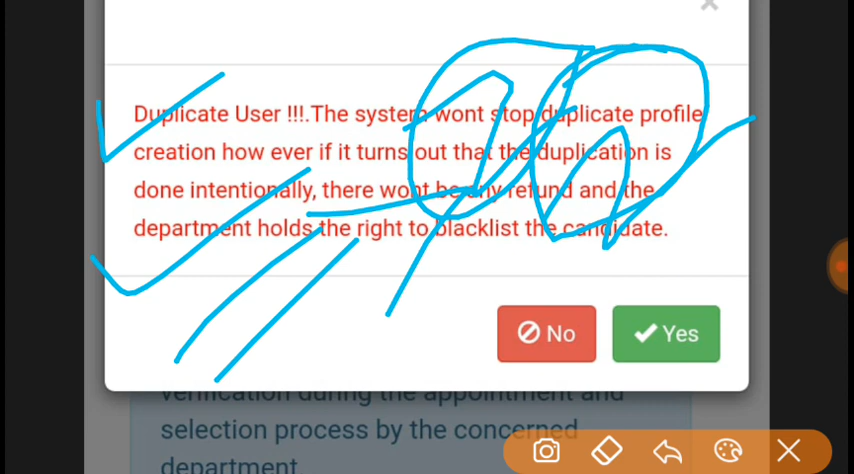 Duplicate User !!!.The system wont stop duplicate profile
creation how ever if it turns out that the duplication is
done intentionally, there wont be any refund and the
department holds the right to blacklist the candidate.
No
Yes
verification during the appointment and
selection process by the concerned
department